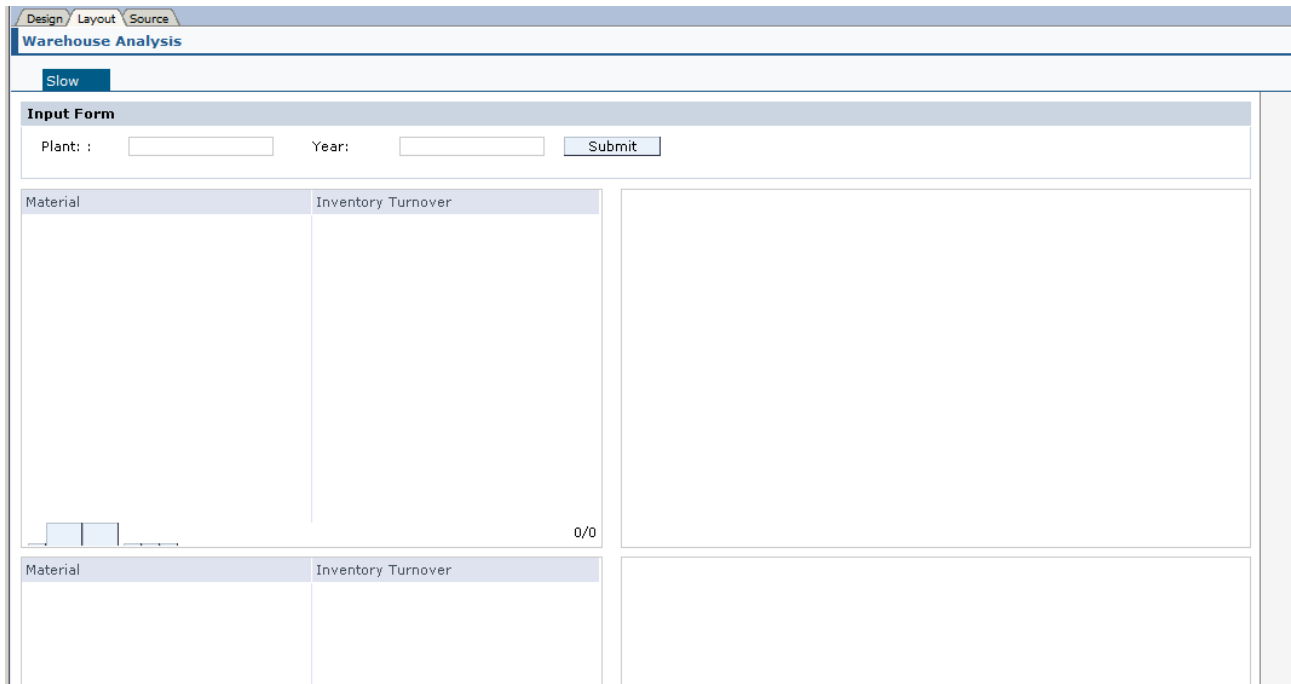 Design Layout Source
Warehouse Analysis
Slow
Input Form
Plant: : Year: Submit
Material Inventory Turnover
0/0
Material Inventory Turnover